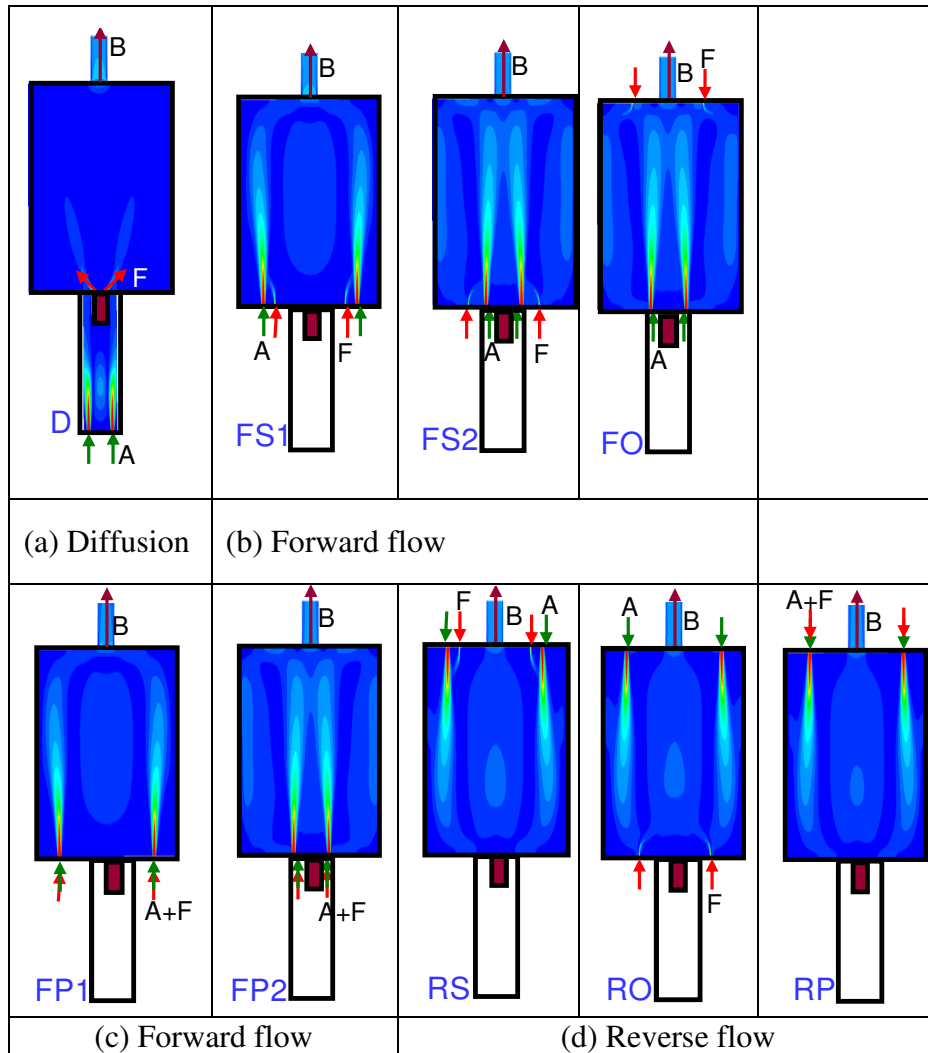 B
F
D
A
B
A
F
FS1
B
A
F
FS2
F
B
A
FO
(a) Diffusion
(b) Forward flow
B
A+F
FP1
B
A+F
FP2
F
A
B
RS
A
B
F
RO
A+F
B
RP
(c) Forward flow
(d) Reverse flow